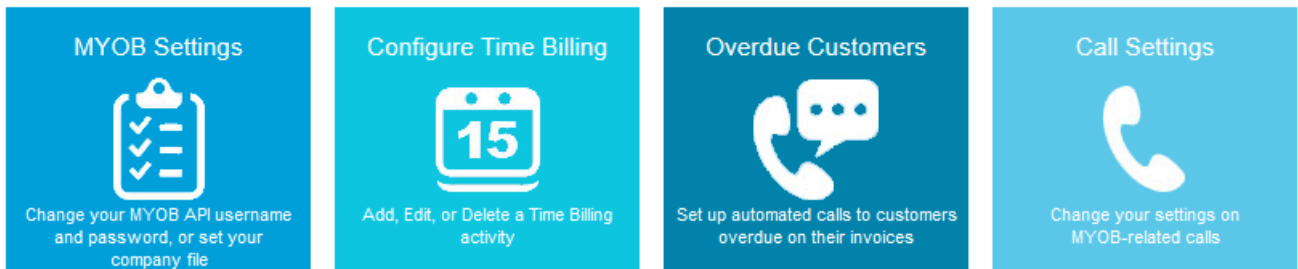 MYOB Settings
Change your MYOB API username
and password, or set your
company file
Configure Time Billing
15
Add, Edit, or Delete a Time Billing
activity
Overdue Customers
Set up automated calls to customers
overdue on their invoices
Call Settings
Change your settings on
MYOB-related calls